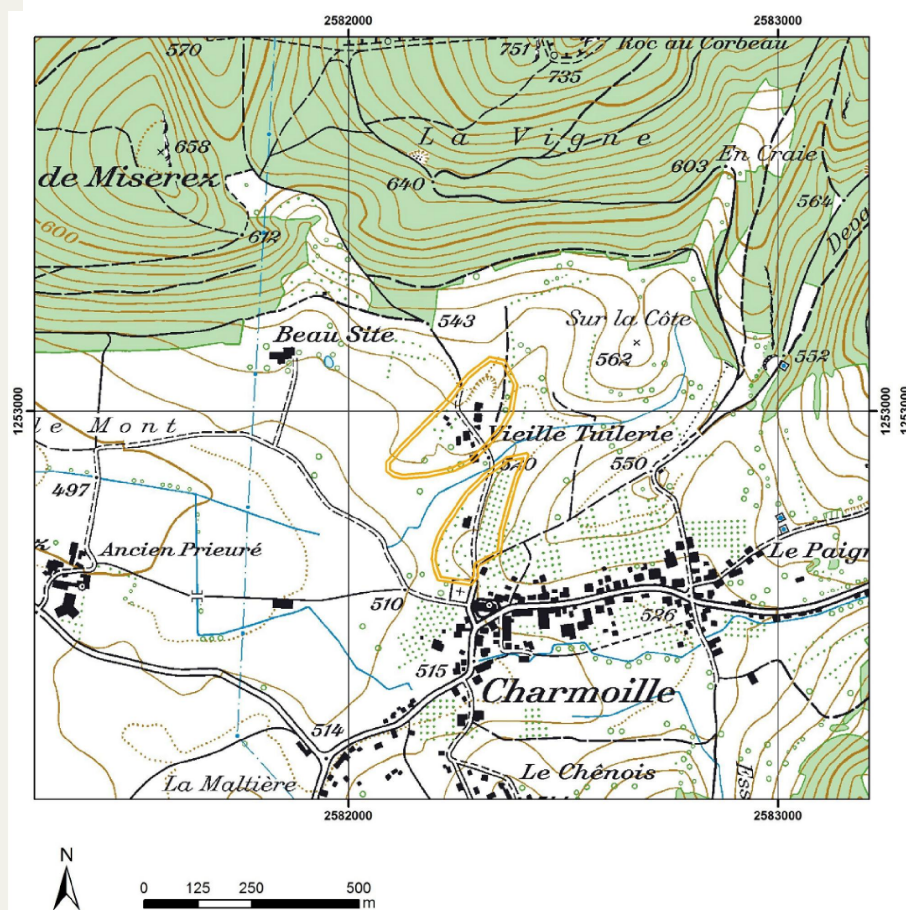 2582000 2583000
570
751
735
Roc au Corbeau
La Vigne
658
de Miserex
640
603
En Craie
564
600
612
543
Sur la Côte
Beau Site
562
552
1253000
1253000
le Mont
Vieille Tuilerie
520
550
497
Ancien Prieuré
Le Paign
510
526
515
Charmoille
514
La Maltière
Le Chênois
Ess
2582000 2583000
N
0 125 250 500
m